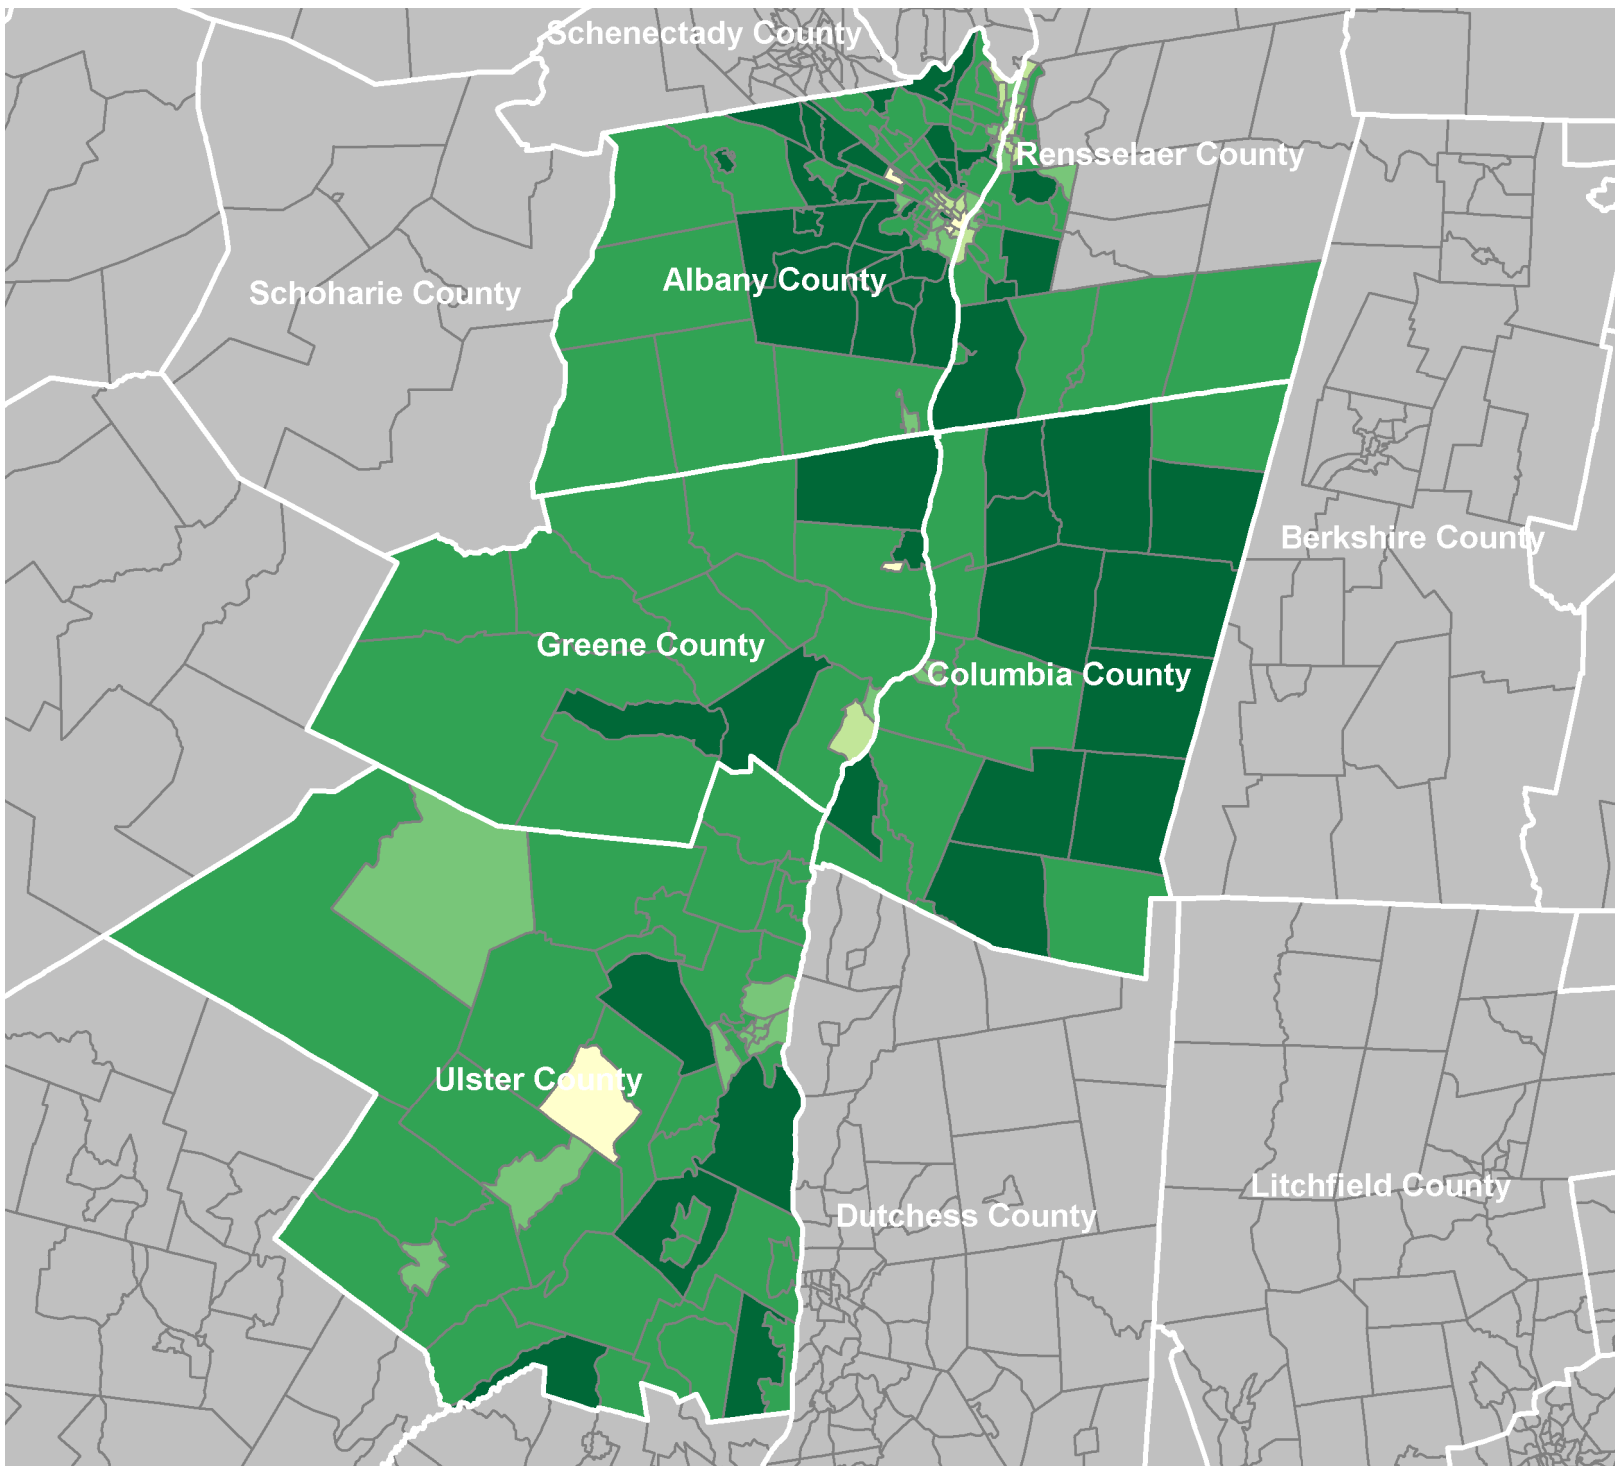 Schenectady County
Rensselaer County
Albany County
Schoharie County
Berkshire County
Greene County
Columbia County
Ulster County
Litchfield County
Dutchess County